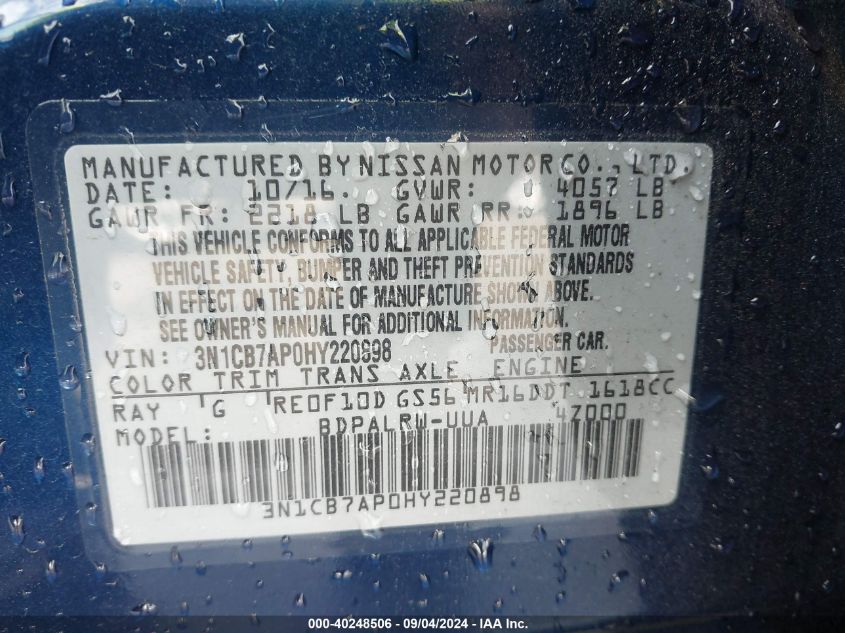 MANUFACTURED BY NISSAN MOTOR CO., LTD.
DATE: 10/16 GVWR: 4057 LB
GAWR FR: 2218 LB GAWR RR: 1896 LB
THIS VEHICLE CONFORMS TO ALL APPLICABLE FEDERAL MOTOR
VEHICLE SAFETY, BUMPER AND THEFT PREVENTION STANDARDS
IN EFFECT ON THE DATE OF MANUFACTURE SHOWN ABOVE.
SEE OWNER'S MANUAL FOR ADDITIONAL INFORMATION.
VIN: 3N1CB7AP0HY220898 PASSENGER CAR.
COLOR TRIM TRANS AXLE ENGINE
RAY G RE0F10D GS56 MR16DDT 1618CC
MODEL: BDPALRW-UUA 47000
3N1CB7AP0HY220898
000-40248506 - 09/04/2024 - IAAI.com